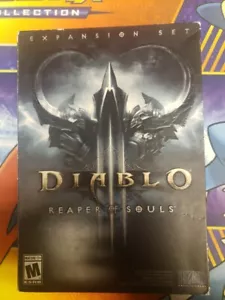 COLLECTION
EXPANSION SET
DIABLO
REAPER OF SOULS
M